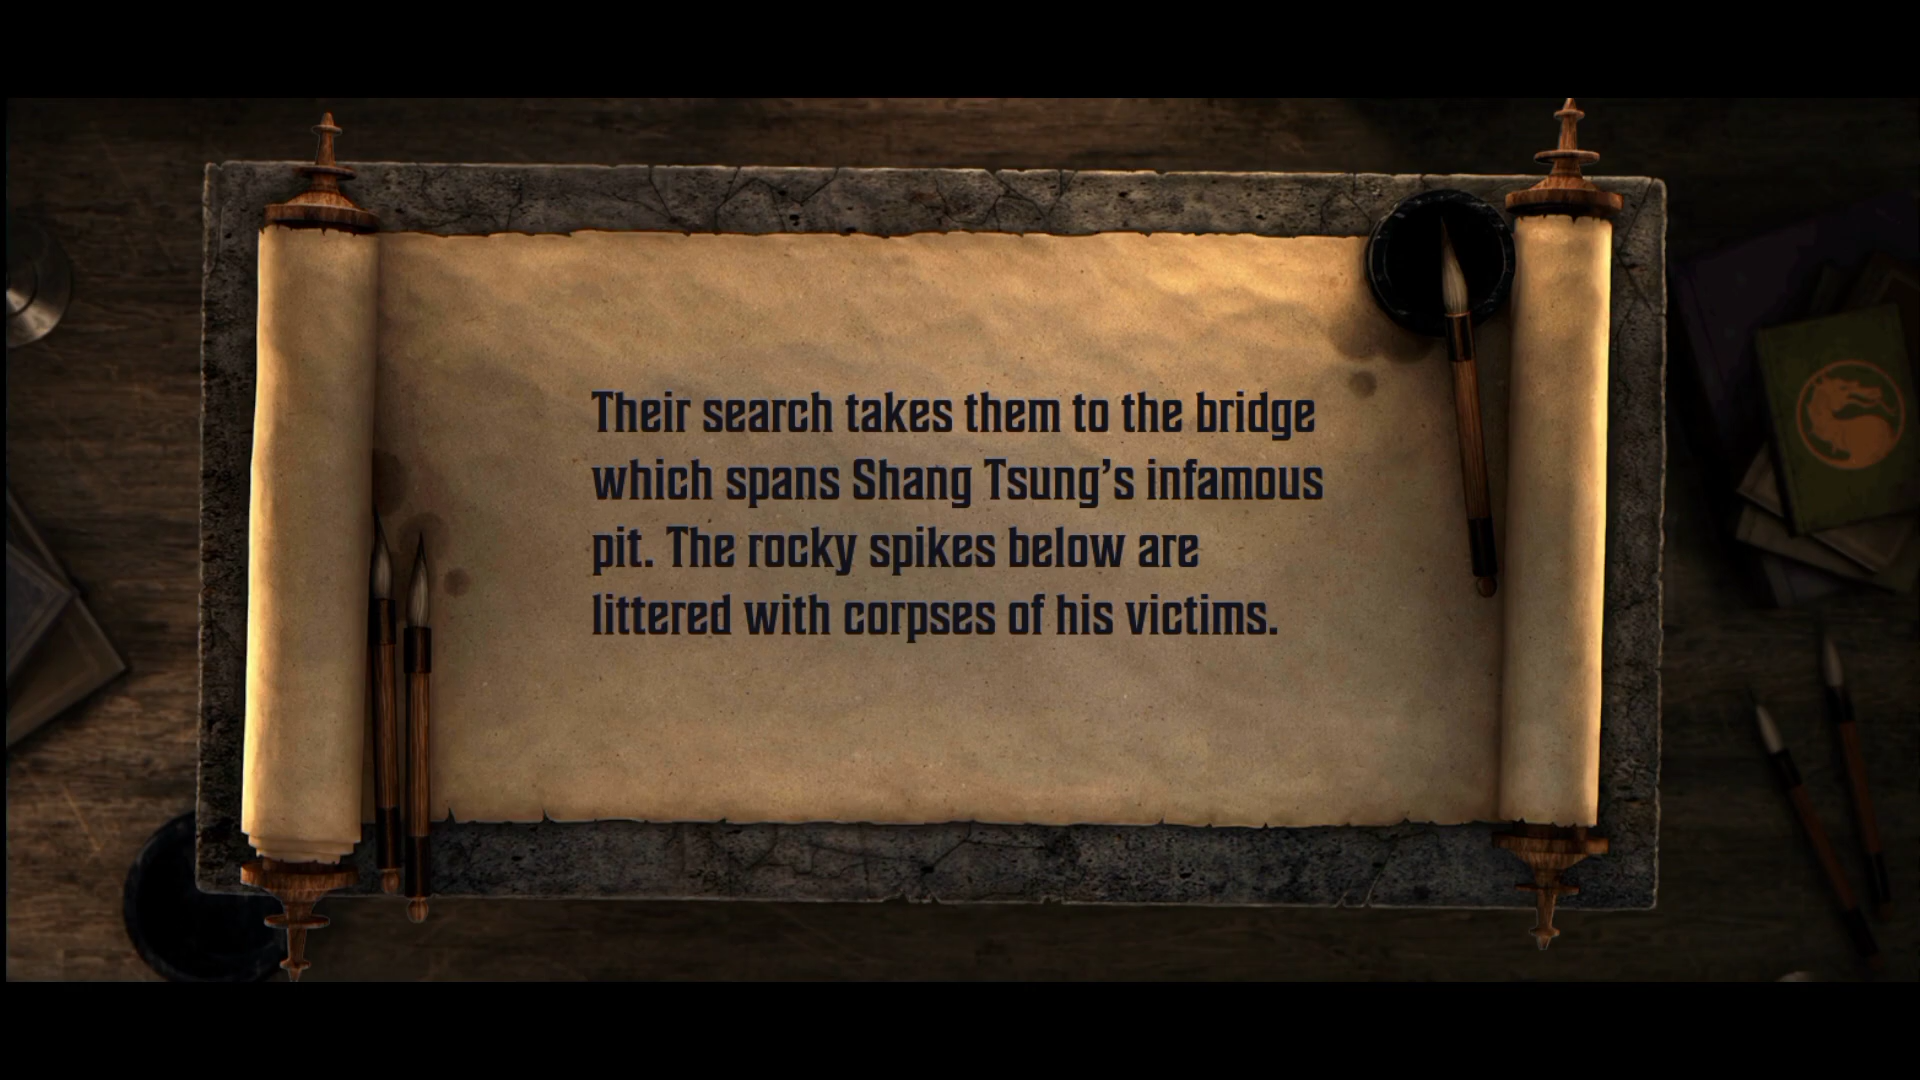 Their search takes them to the bridge
which spans Shang Tsung’s infamous
pit. The rocky spikes below are
littered with corpses of his victims.